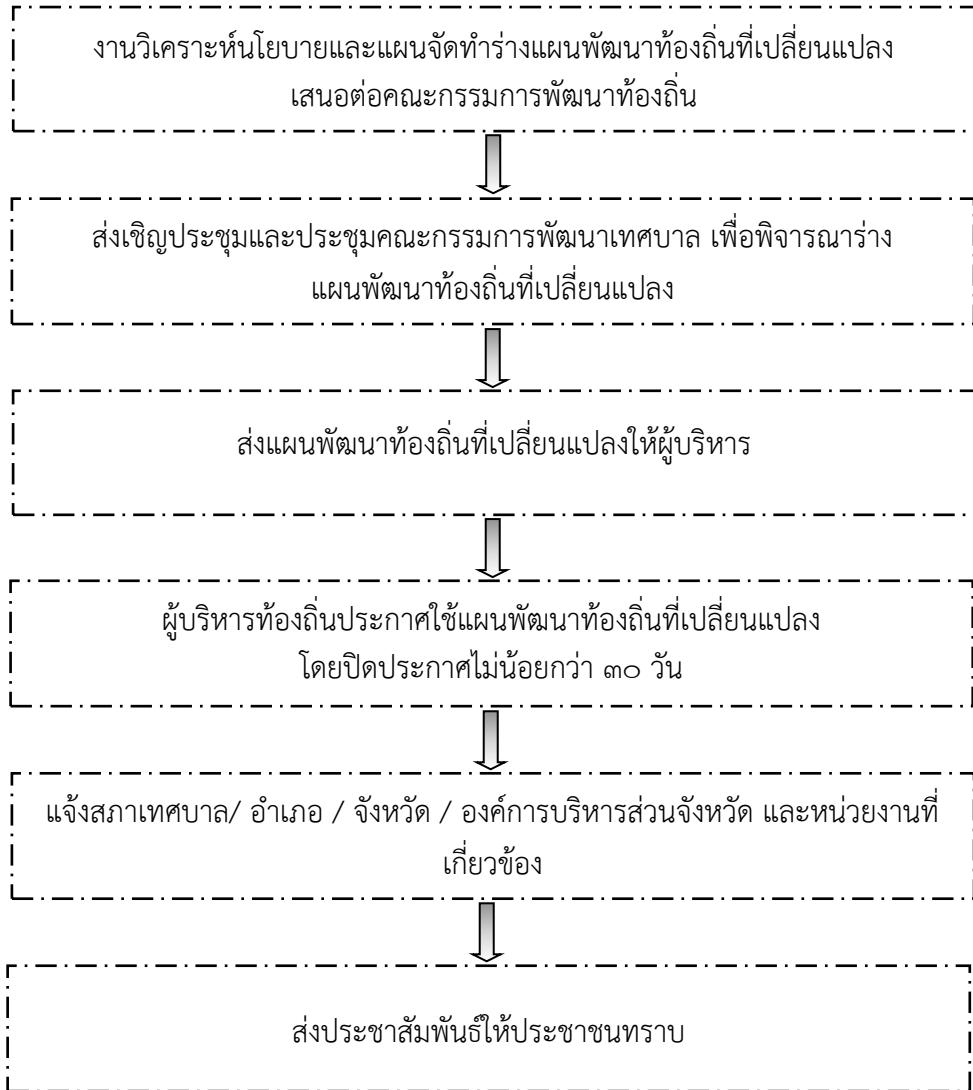 งานวิเคราะห์นโยบายและแผนจัดทำร่างแผนพัฒนาท้องถิ่นที่เปลี่ยนแปลง
เสนอต่อคณะกรรมการพัฒนาท้องถิ่น
ส่งเชิญประชุมและประชุมคณะกรรมการพัฒนาเทศบาล เพื่อพิจารณาร่าง
แผนพัฒนาท้องถิ่นที่เปลี่ยนแปลง
ส่งแผนพัฒนาท้องถิ่นที่เปลี่ยนแปลงให้ผู้บริหาร
ผู้บริหารท้องถิ่นประกาศใช้แผนพัฒนาท้องถิ่นที่เปลี่ยนแปลง
โดยปิดประกาศไม่น้อยกว่า ๓๐ วัน
แจ้งสภาเทศบาล/ อำเภอ / จังหวัด / องค์การบริหารส่วนจังหวัด และหน่วยงานที่
เกี่ยวข้อง
ส่งประชาสัมพันธ์ให้ประชาชนทราบ